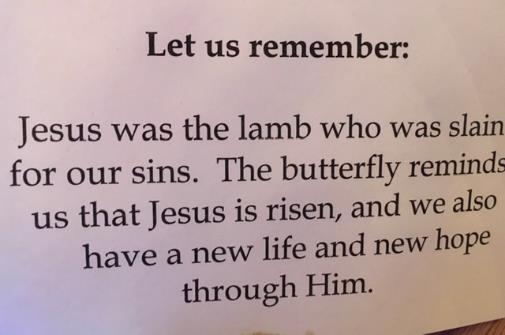 Let us remember:
Jesus was the lamb who was slain
for our sins. The butterfly reminds
us that Jesus is risen, and we also
have a new life and new hope
through Him.